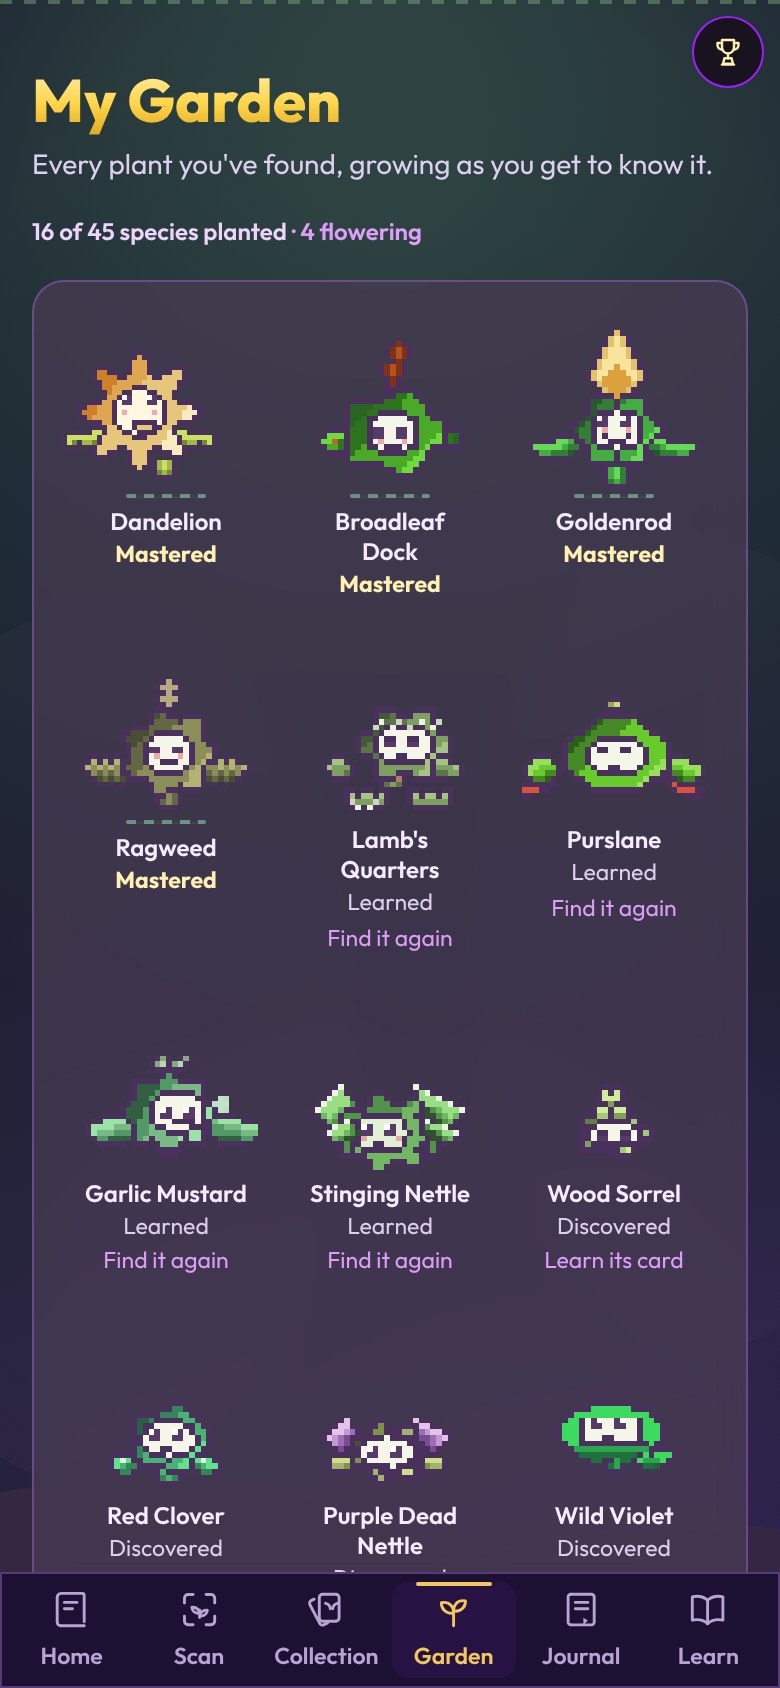 My Garden
Every plant you've found, growing as you get to know it.
16 of 45 species planted · 4 flowering
Dandelion
Mastered
Broadleaf
Dock
Mastered
Goldenrod
Mastered
Ragweed
Mastered
Lamb's
Quarters
Learned
Find it again
Purslane
Learned
Find it again
Garlic Mustard
Learned
Find it again
Stinging Nettle
Learned
Find it again
Wood Sorrel
Discovered
Learn its card
Red Clover
Discovered
Purple Dead
Nettle
Wild Violet
Discovered
Home
Scan
Collection
Garden
Journal
Learn